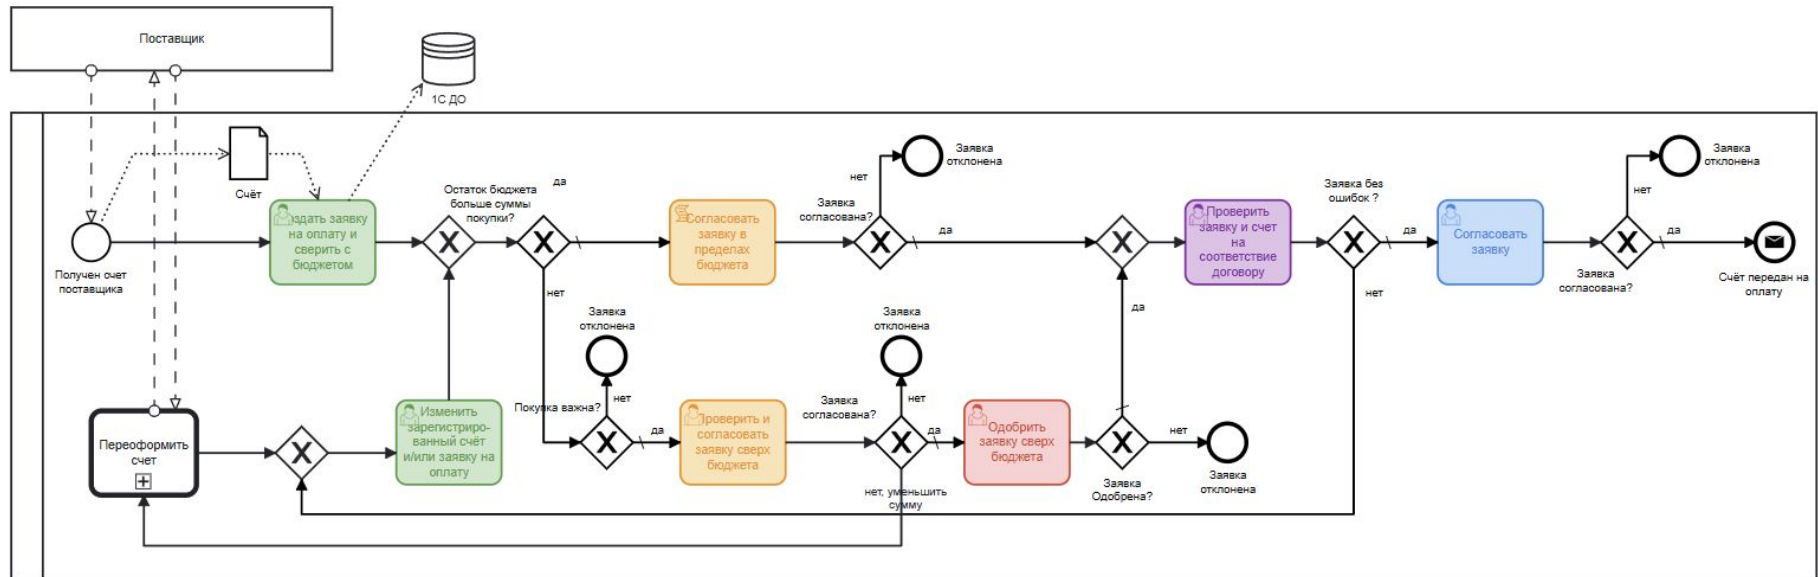 Поставщик
1С ДО
Счёт
Получен счет
поставщика
здать заявку
на оплату и
сверить с
бюджетом
Остаток бюджета
больше суммы
покупки?
да
нет
Согласовать
заявку в
пределах
бюджета
Заявка
согласована?
нет
Заявка
отклонена
да
Проверить
заявку и счет
на
соответствие
договору
Заявка без
ошибок ?
да
нет
Согласовать
заявку
Заявка
согласована?
нет
Заявка
отклонена
да
Счёт передан на
оплату
Переоформить
счет
Изменить
зарегистриро-
ванный счёт
и/или заявку на
оплату
Покупка важна?
нет
Заявка
отклонена
да
Проверить и
согласовать
заявку сверх
бюджета
Заявка
согласована?
нет
Заявка
отклонена
да
нет, уменьшить
сумму
Одобрить
заявку сверх
бюджета
Заявка
Одобрена?
да
нет
Заявка
отклонена